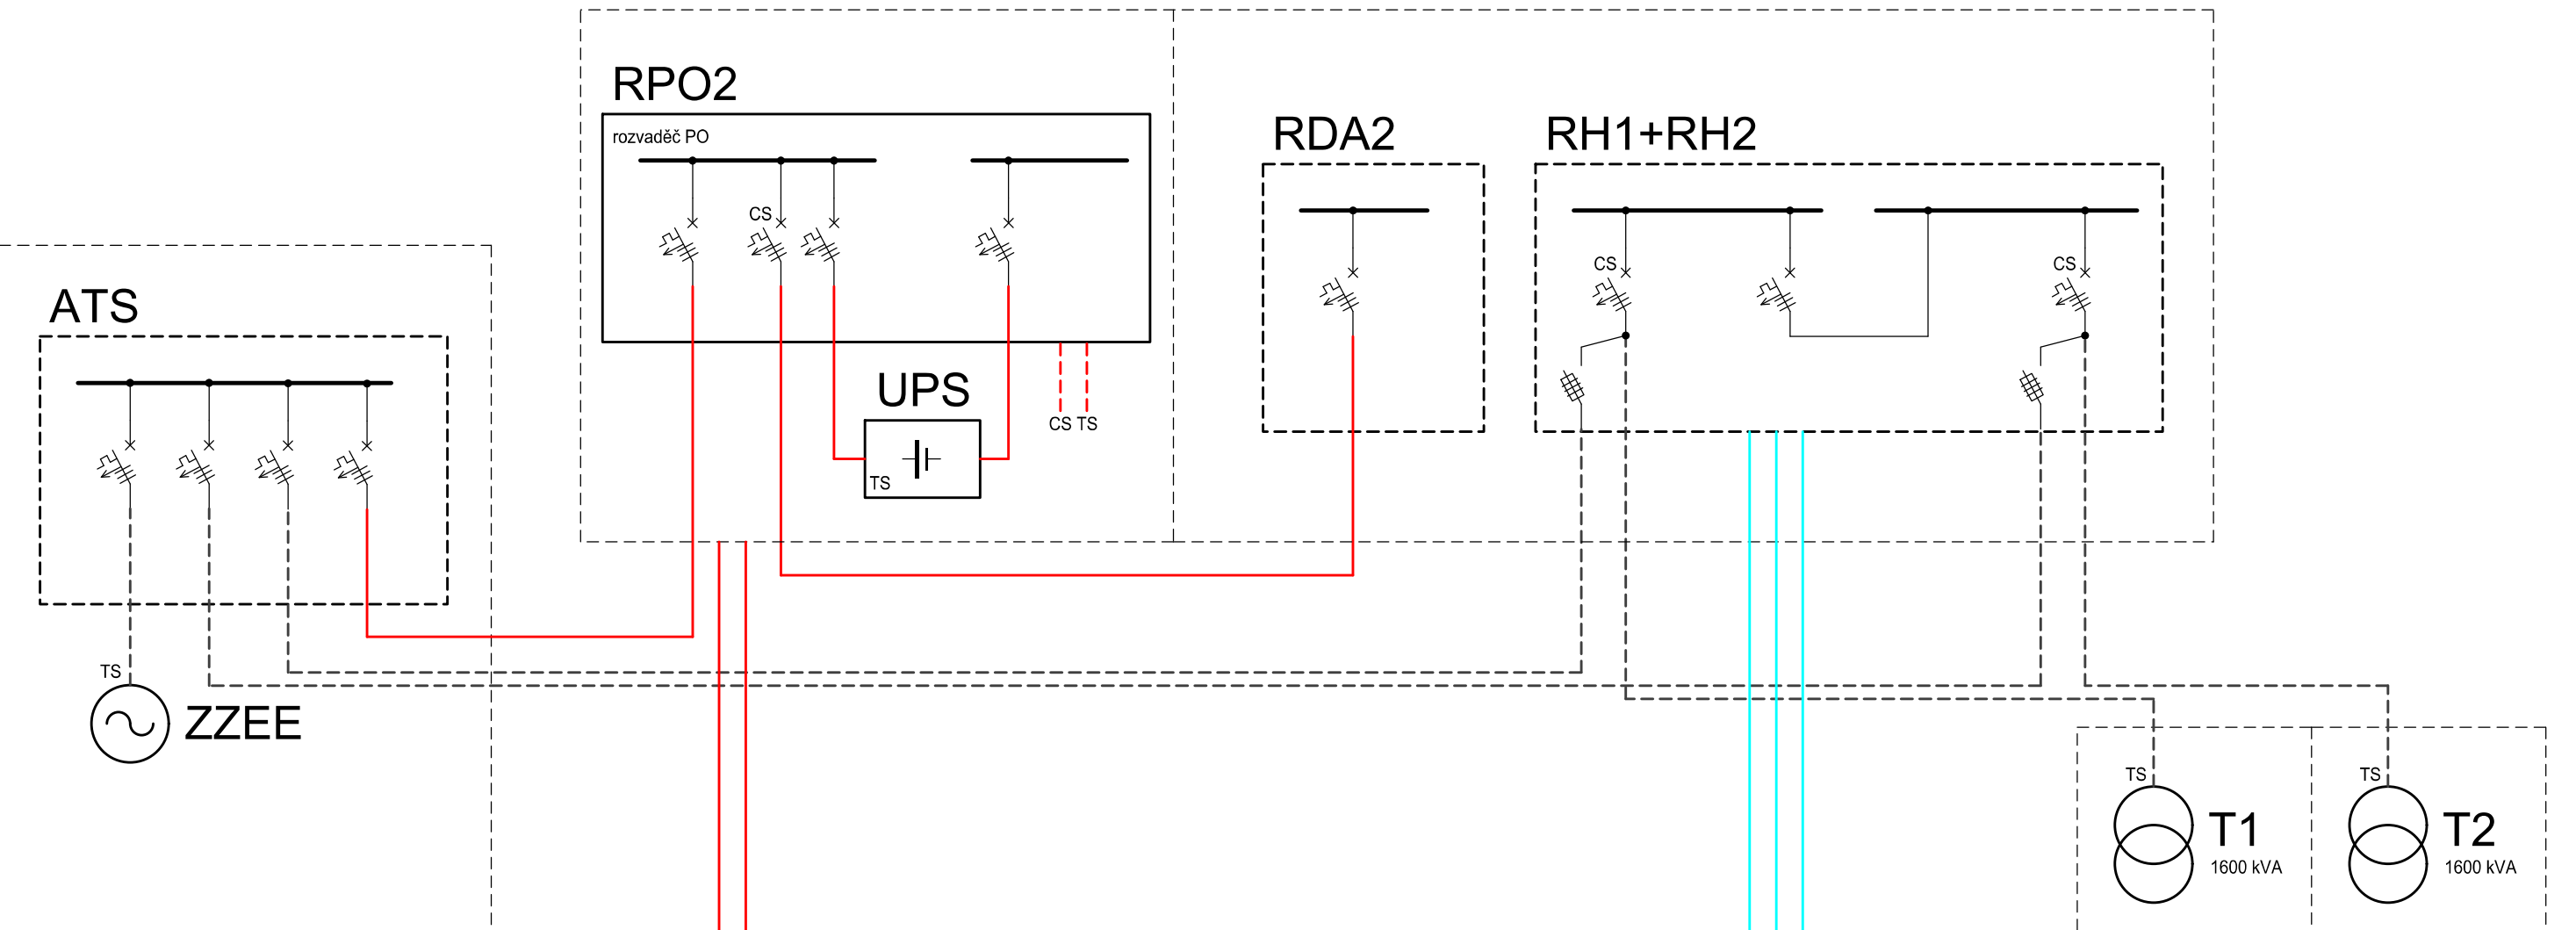 RPO2
rozvaděč PO
CS
RDA2
RH1+RH2
CS
CS
ATS
UPS
TS
CS TS
TS
ZZEE
TS
T1
1600 kVA
TS
T2
1600 kVA